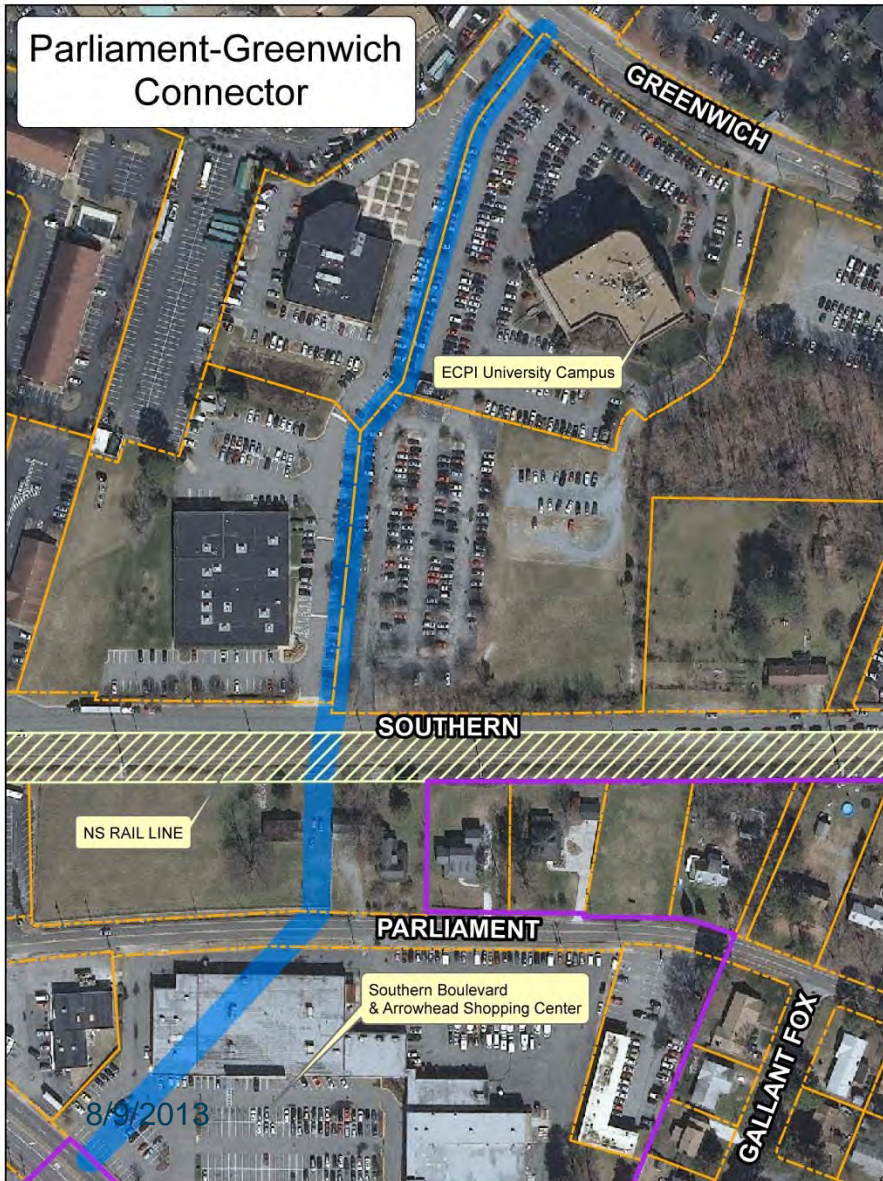 Parliament-Greenwich
Connector
GREENWICH
ECPI University Campus
SOUTHERN
NS RAIL LINE
PARLIAMENT
Southern Boulevard
& Arrowhead Shopping Center
GALLANT FOX
8/9/2013